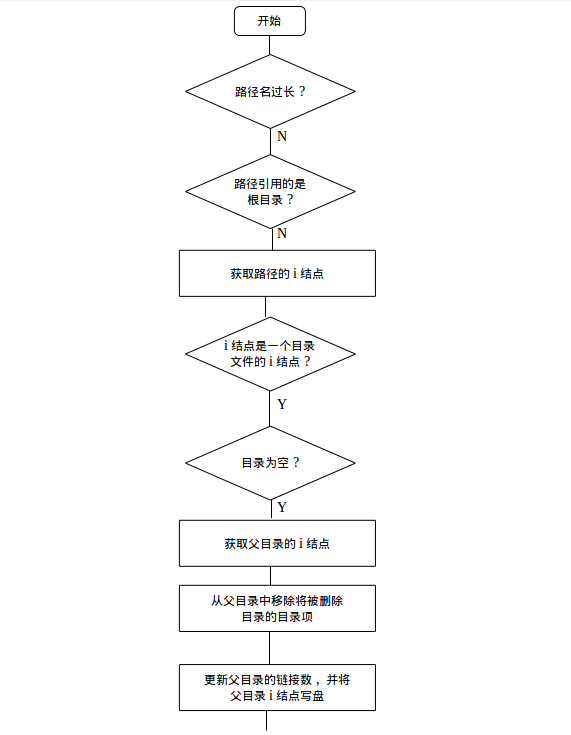 开始
路径名过长？
N
路径引用的是
根目录？
N
获取路径的 i 结点
i 结点是一个目录
文件的 i 结点？
Y
目录为空？
Y
获取父目录的 i 结点
从父目录中移除将被删除
目录的目录项
更新父目录的链接数，并将
父目录 i 结点写盘